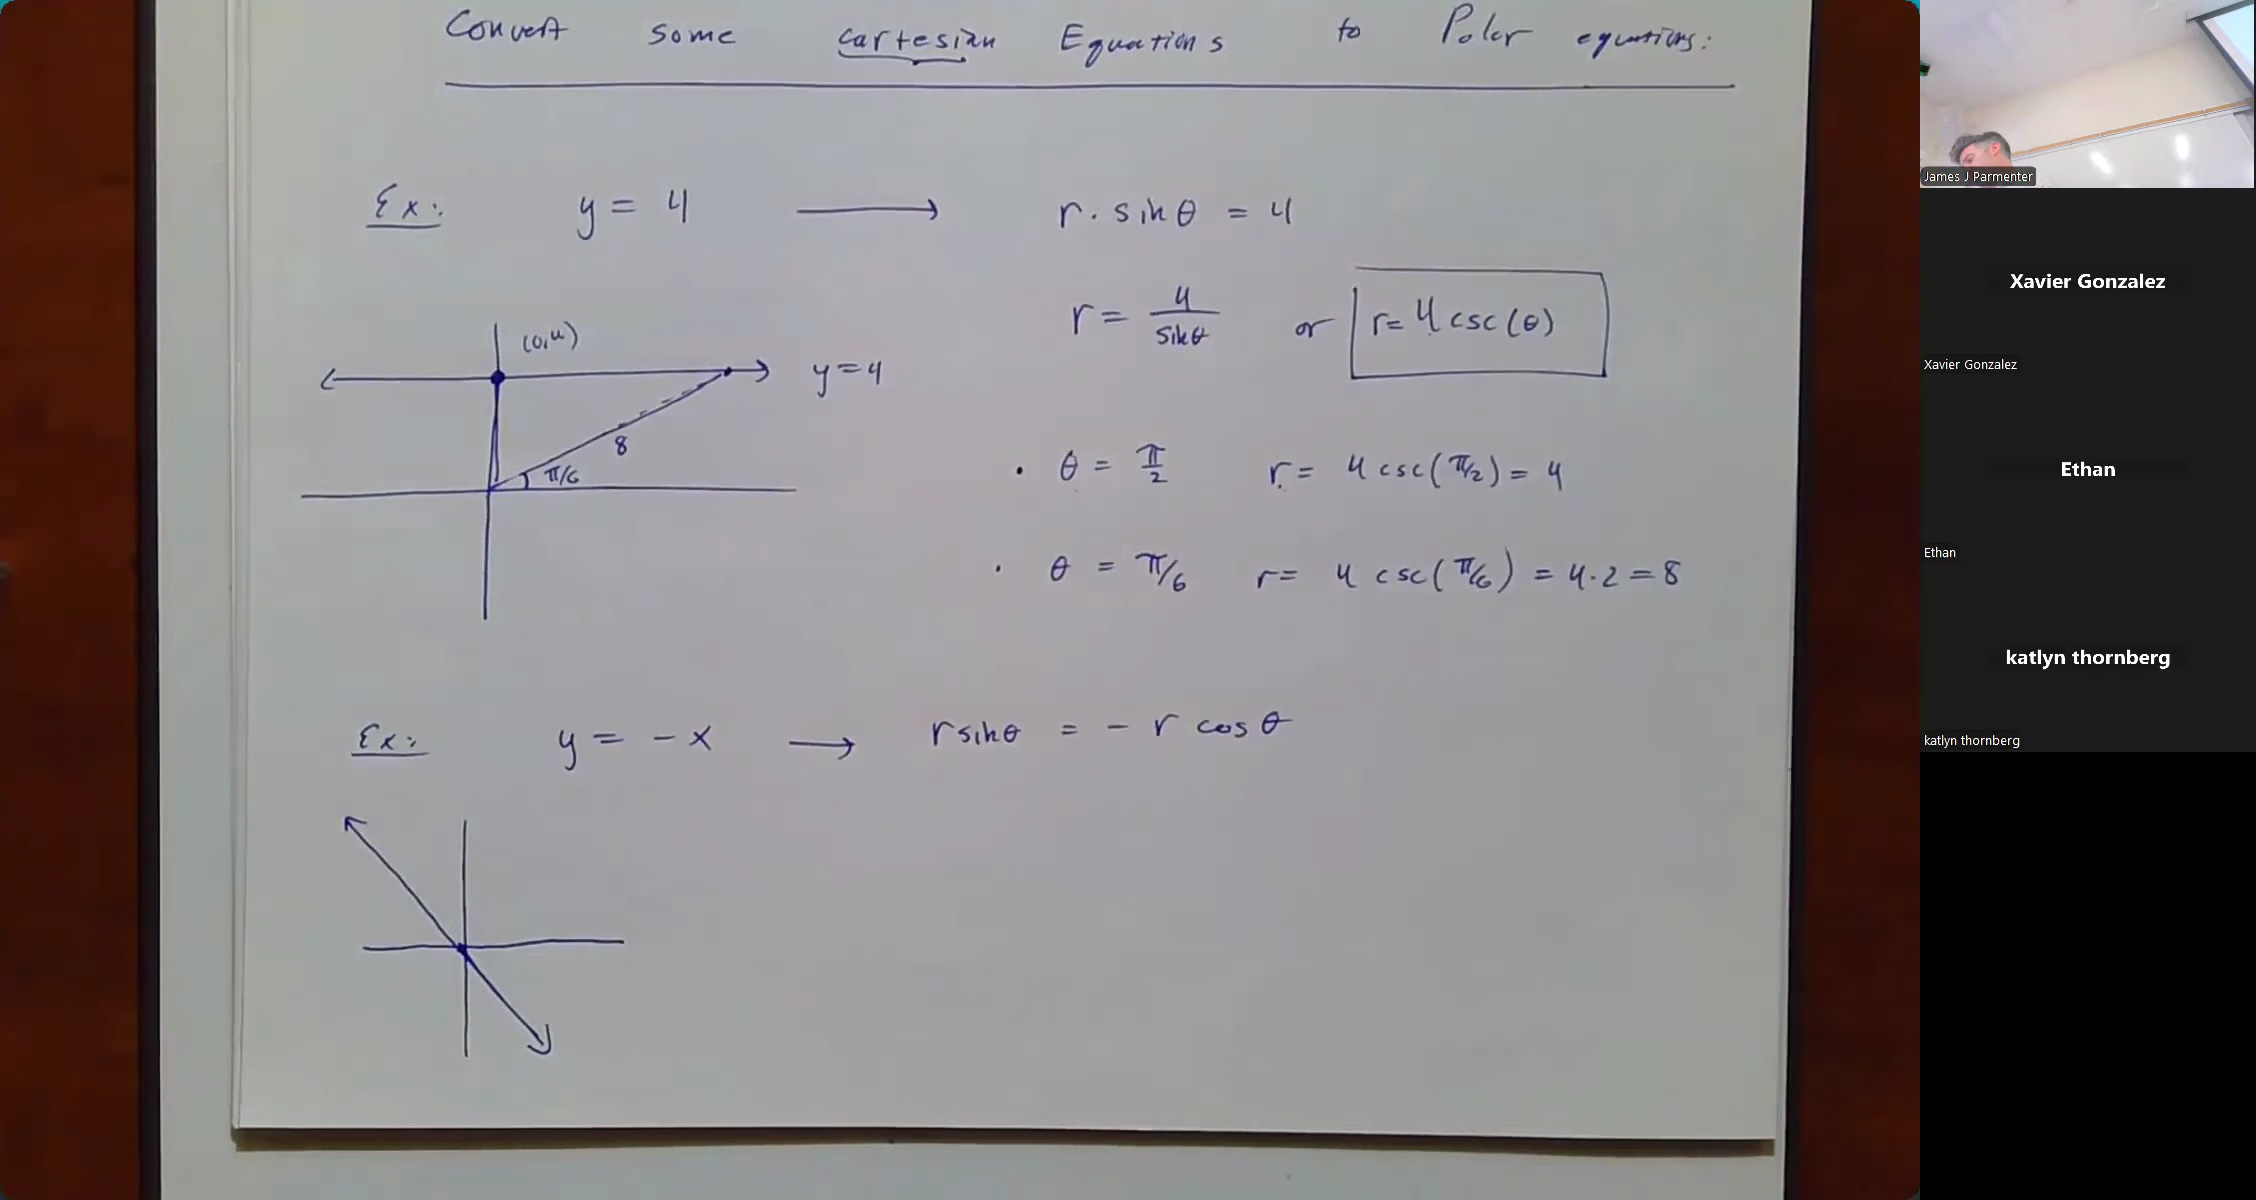 Convert some cartesian Equations to Polar equations:
Ex: y = 4 ⟶ r · sin θ = 4
r = 4/sin θ or r = 4 csc(θ)
(0,4)
y = 4
8
π/6
· θ = π/2 r = 4 csc(π/2) = 4
· θ = π/6 r = 4 csc(π/6) = 4·2 = 8
Ex: y = -x ⟶ r sin θ = - r cos θ
James J Parmenter
Xavier Gonzalez
Xavier Gonzalez
Ethan
Ethan
katlyn thornberg
katlyn thornberg